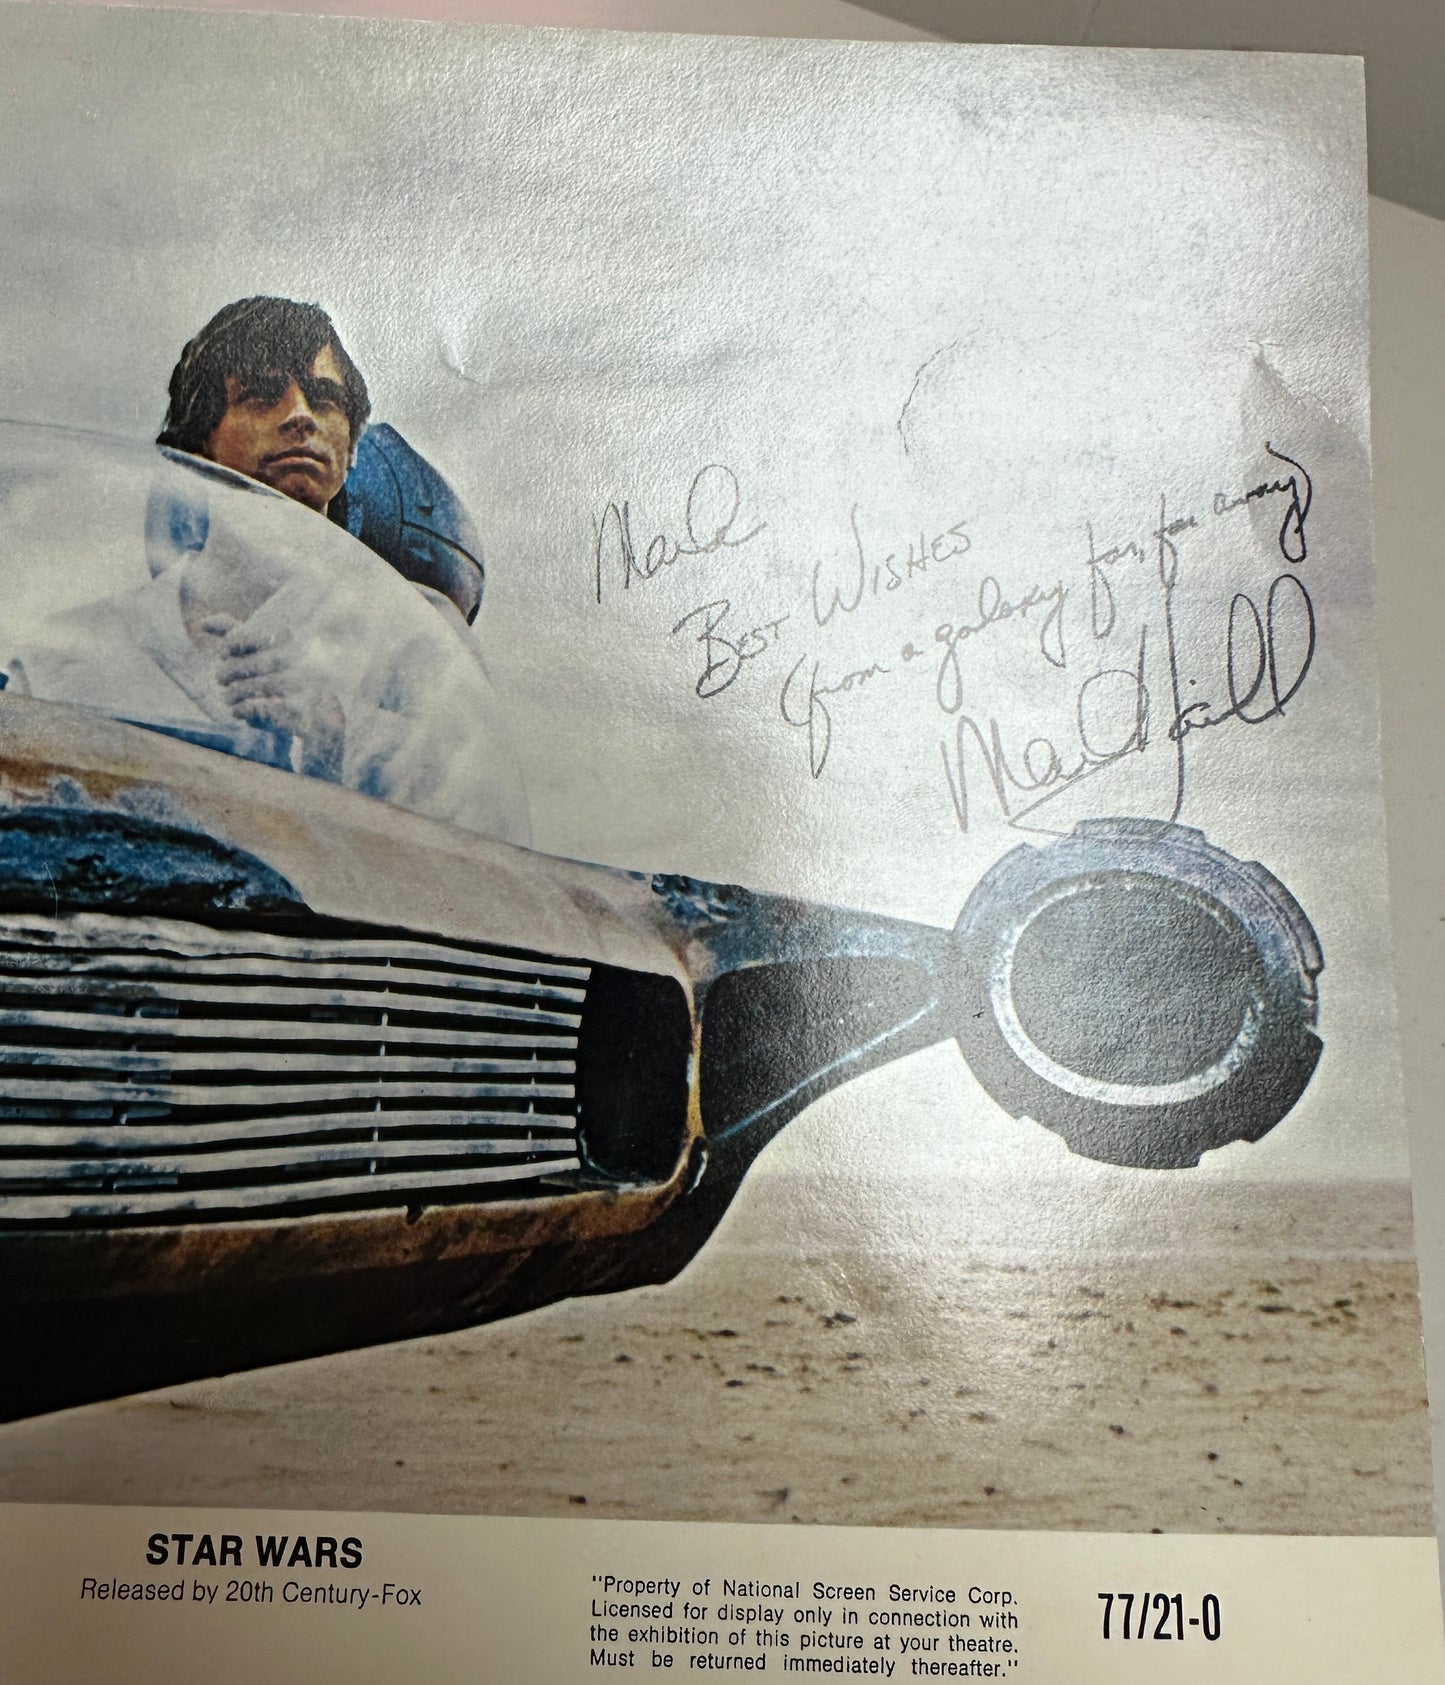 Mark
Best Wishes
from a galaxy far, far away
Mark Hamill
STAR WARS
Released by 20th Century-Fox
"Property of National Screen Service Corp.
Licensed for display only in connection with
the exhibition of this picture at your theatre.
Must be returned immediately thereafter."
77/21-0